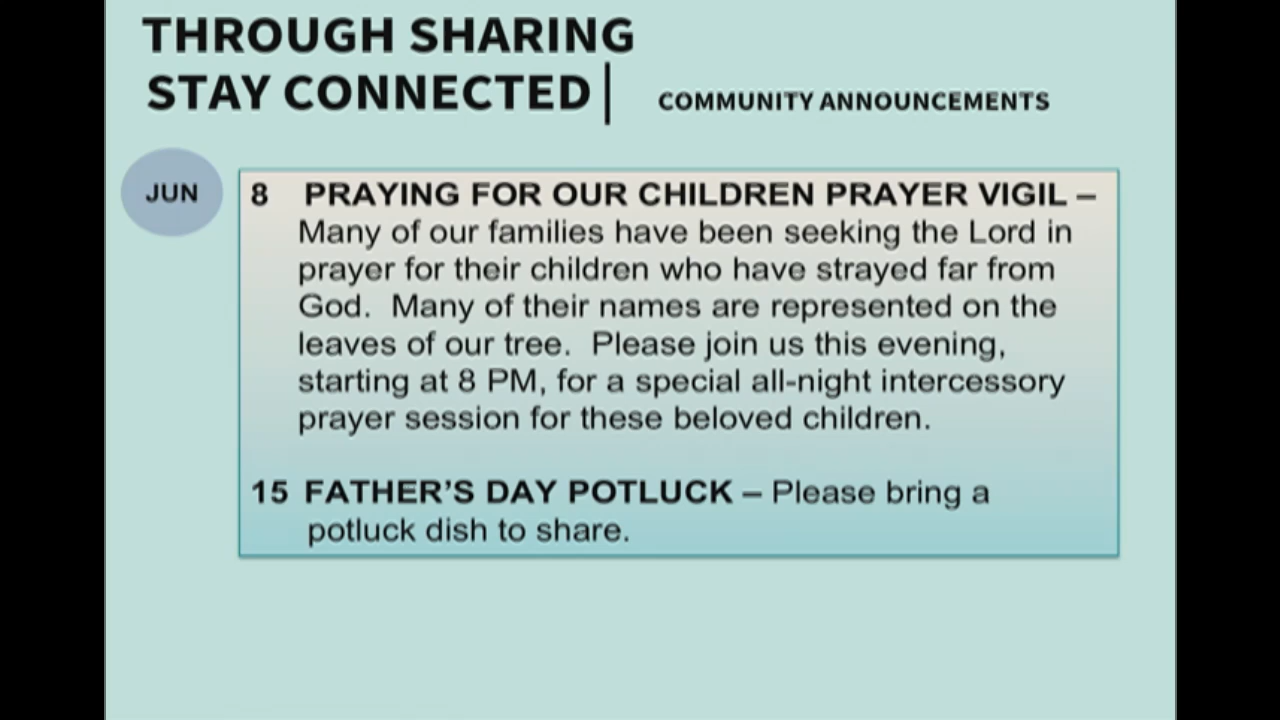 THROUGH SHARING
STAY CONNECTED| COMMUNITY ANNOUNCEMENTS
JUN
8 PRAYING FOR OUR CHILDREN PRAYER VIGIL –
Many of our families have been seeking the Lord in
prayer for their children who have strayed far from
God. Many of their names are represented on the
leaves of our tree. Please join us this evening,
starting at 8 PM, for a special all-night intercessory
prayer session for these beloved children.
15 FATHER'S DAY POTLUCK – Please bring a
potluck dish to share.